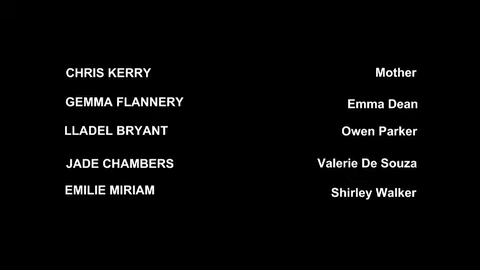 CHRIS KERRY Mother
GEMMA FLANNERY Emma Dean
LLADEL BRYANT Owen Parker
JADE CHAMBERS Valerie De Souza
EMILIE MIRIAM Shirley Walker